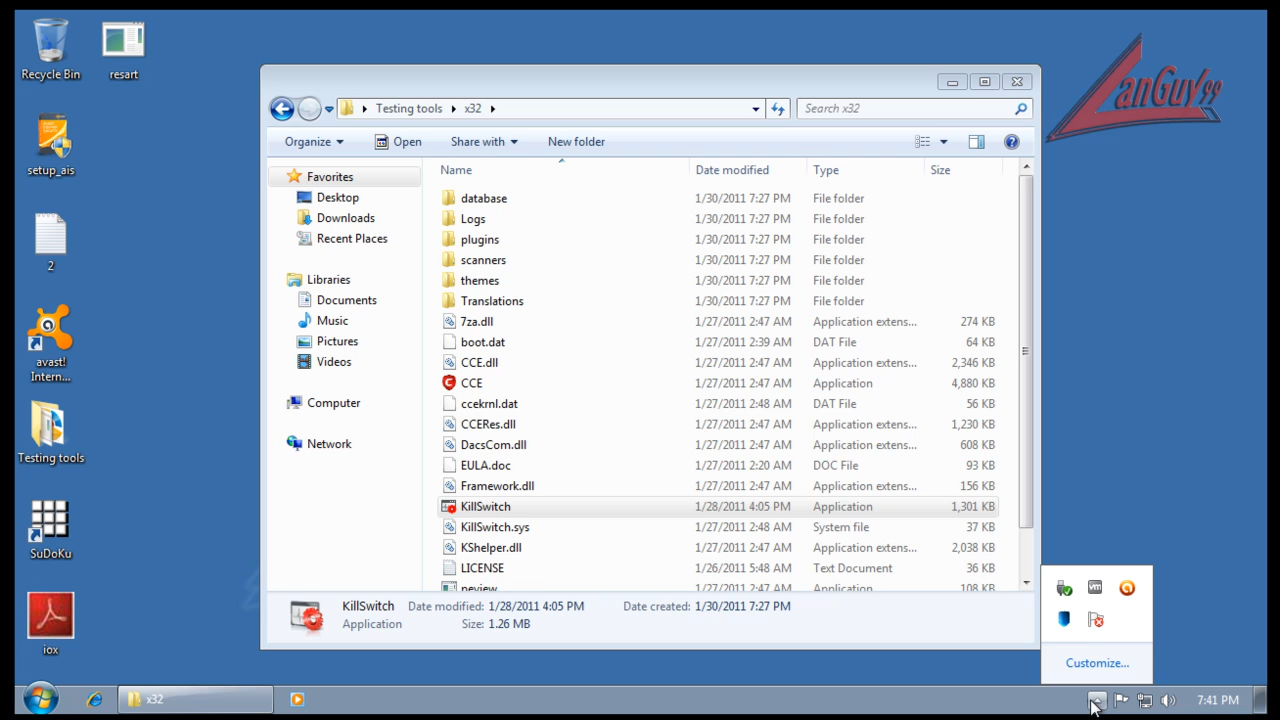 Recycle Bin
resart
setup_ais
2
avast!
Intern...
Testing tools
SuDoKu
iox
LanGuy99
Testing tools x32
Search x32
Organize Open Share with New folder
Favorites
Desktop
Downloads
Recent Places
Libraries
Documents
Music
Pictures
Videos
Computer
Network
Name Date modified Type Size
database 1/30/2011 7:27 PM File folder
Logs 1/30/2011 7:27 PM File folder
plugins 1/30/2011 7:27 PM File folder
scanners 1/30/2011 7:27 PM File folder
themes 1/30/2011 7:27 PM File folder
Translations 1/30/2011 7:27 PM File folder
7za.dll 1/27/2011 2:47 AM Application extens... 274 KB
boot.dat 1/27/2011 2:39 AM DAT File 64 KB
CCE.dll 1/27/2011 2:47 AM Application extens... 2,346 KB
CCE 1/27/2011 2:47 AM Application 4,880 KB
ccekrnl.dat 1/27/2011 2:48 AM DAT File 56 KB
CCERes.dll 1/27/2011 2:47 AM Application extens... 1,230 KB
DacsCom.dll 1/27/2011 2:47 AM Application extens... 608 KB
EULA.doc 1/27/2011 2:20 AM DOC File 93 KB
Framework.dll 1/27/2011 2:47 AM Application extens... 156 KB
KillSwitch 1/28/2011 4:05 PM Application 1,301 KB
KillSwitch.sys 1/27/2011 2:48 AM System file 37 KB
KShelper.dll 1/27/2011 2:47 AM Application extens... 2,038 KB
LICENSE 1/26/2011 5:48 AM Text Document 36 KB
peview 1/27/2011 2:47 AM Application 108 KB
KillSwitch Date modified: 1/28/2011 4:05 PM Date created: 1/30/2011 7:27 PM
Application Size: 1.26 MB
vm
Customize...
x32
7:41 PM